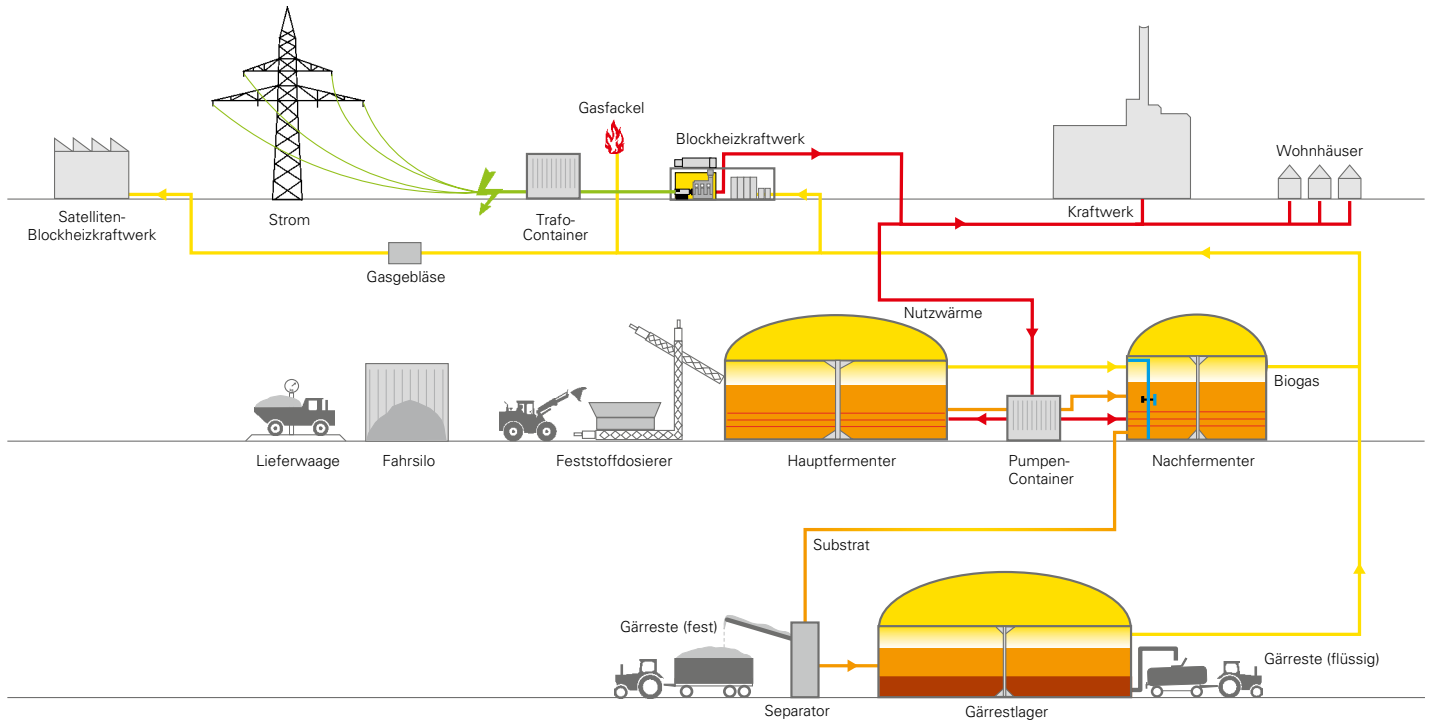 Gasfackel
Blockheizkraftwerk
Wohnhäuser
Satelliten-
Blockheizkraftwerk
Strom
Trafo-
Container
Kraftwerk
Gasgebläse
Nutzwärme
Biogas
Lieferwaage
Fahrsilo
Feststoffdosierer
Hauptfermenter
Pumpen-
Container
Nachfermenter
Substrat
Gärreste (fest)
Gärreste (flüssig)
Separator
Gärrestlager